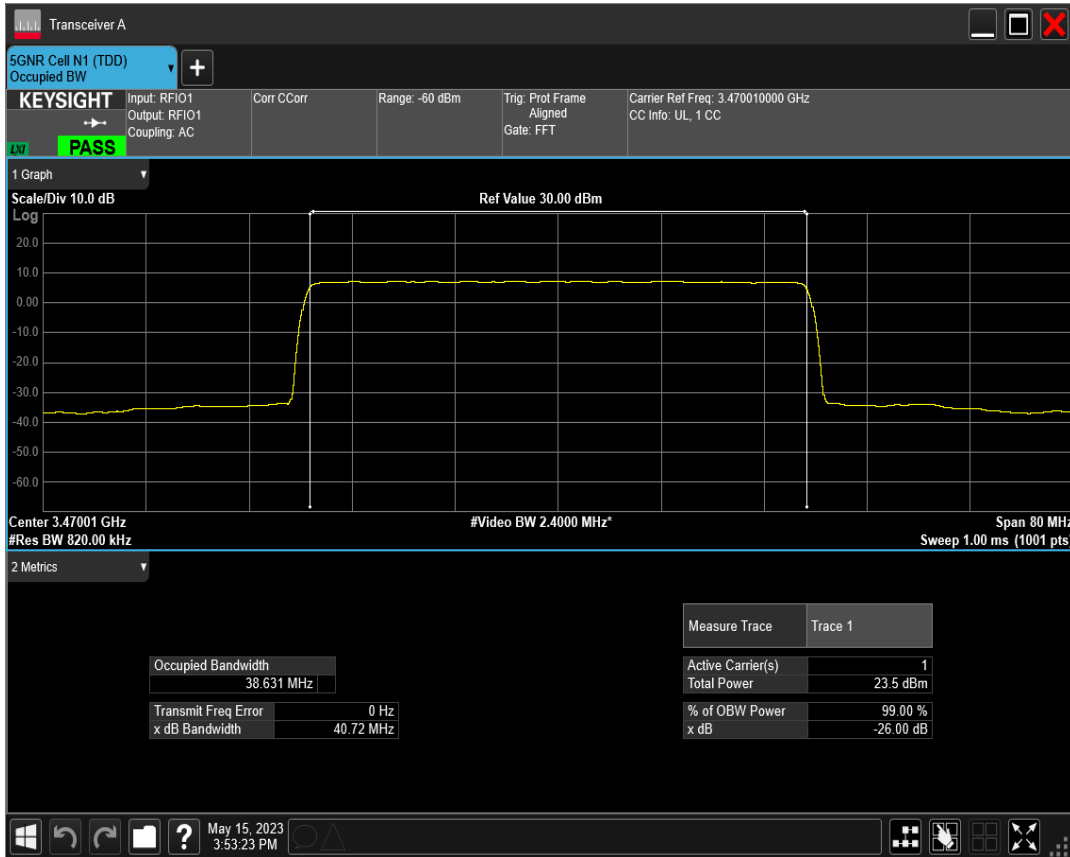 Transceiver A
5GNR Cell N1 (TDD)
Occupied BW
KEYSIGHT
LXI
PASS
Input: RFIO1
Output: RFIO1
Coupling: AC
Corr CCorr
Range: -60 dBm
Trig: Prot Frame
Aligned
Gate: FFT
Carrier Ref Freq: 3.470010000 GHz
CC Info: UL, 1 CC
1 Graph
Scale/Div 10.0 dB
Ref Value 30.00 dBm
Log
20.0
10.0
0.00
-10.0
-20.0
-30.0
-40.0
-50.0
-60.0
Center 3.47001 GHz
#Video BW 2.4000 MHz*
Span 80 MHz
#Res BW 820.00 kHz
Sweep 1.00 ms (1001 pts)
2 Metrics
Measure Trace Trace 1
Occupied Bandwidth
38.631 MHz
Active Carrier(s) 1
Total Power 23.5 dBm
Transmit Freq Error 0 Hz
x dB Bandwidth 40.72 MHz
% of OBW Power 99.00 %
x dB -26.00 dB
?
May 15, 2023
3:53:23 PM